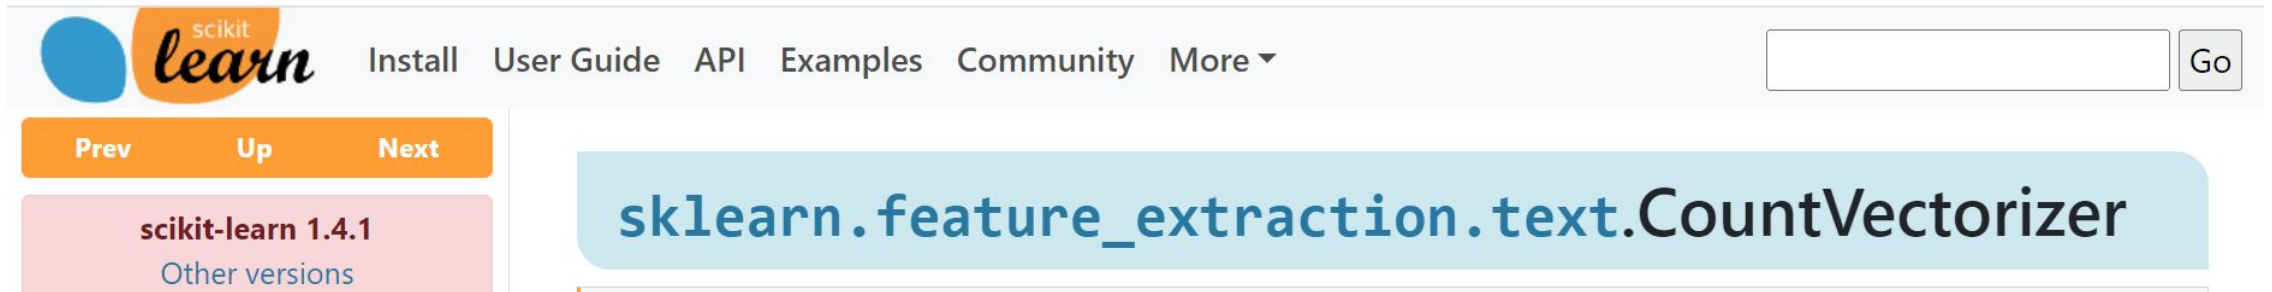 scikit
learn
Install User Guide API Examples Community More
Go
Prev Up Next
scikit-learn 1.4.1
Other versions
sklearn.feature_extraction.text.CountVectorizer